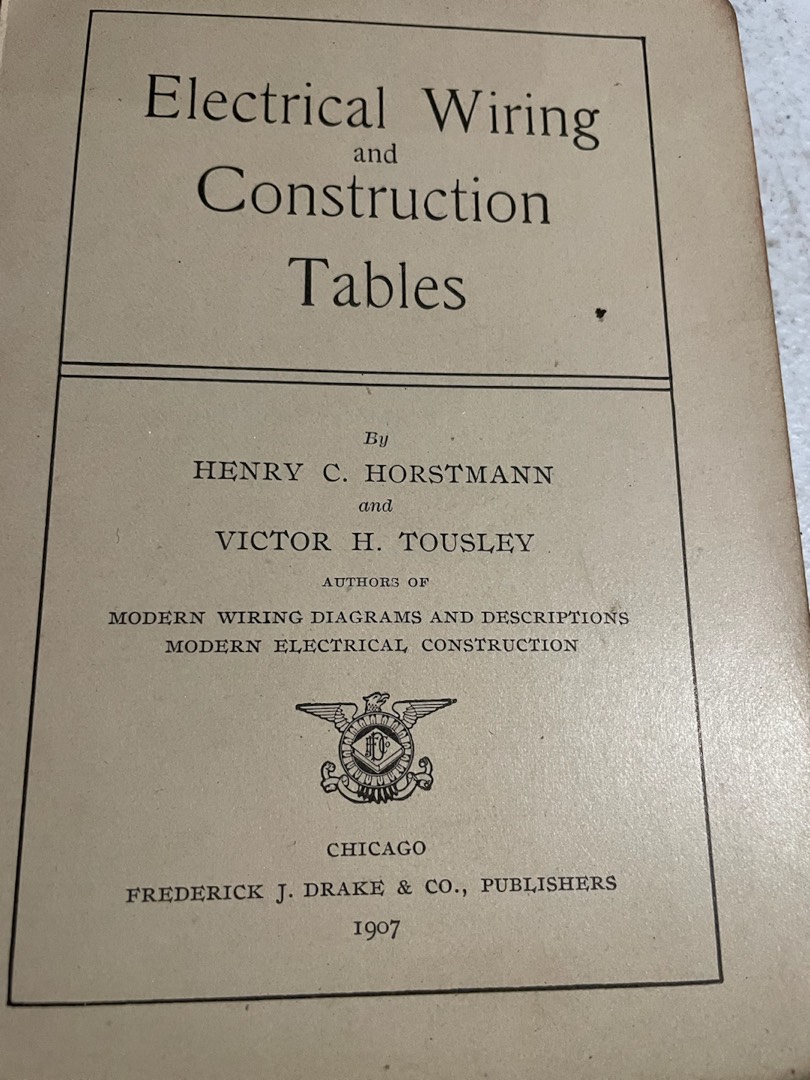 Electrical Wiring
and
Construction
Tables
By
HENRY C. HORSTMANN
and
VICTOR H. TOUSLEY
AUTHORS OF
MODERN WIRING DIAGRAMS AND DESCRIPTIONS
MODERN ELECTRICAL CONSTRUCTION
CHICAGO
FREDERICK J. DRAKE & CO., PUBLISHERS
1907